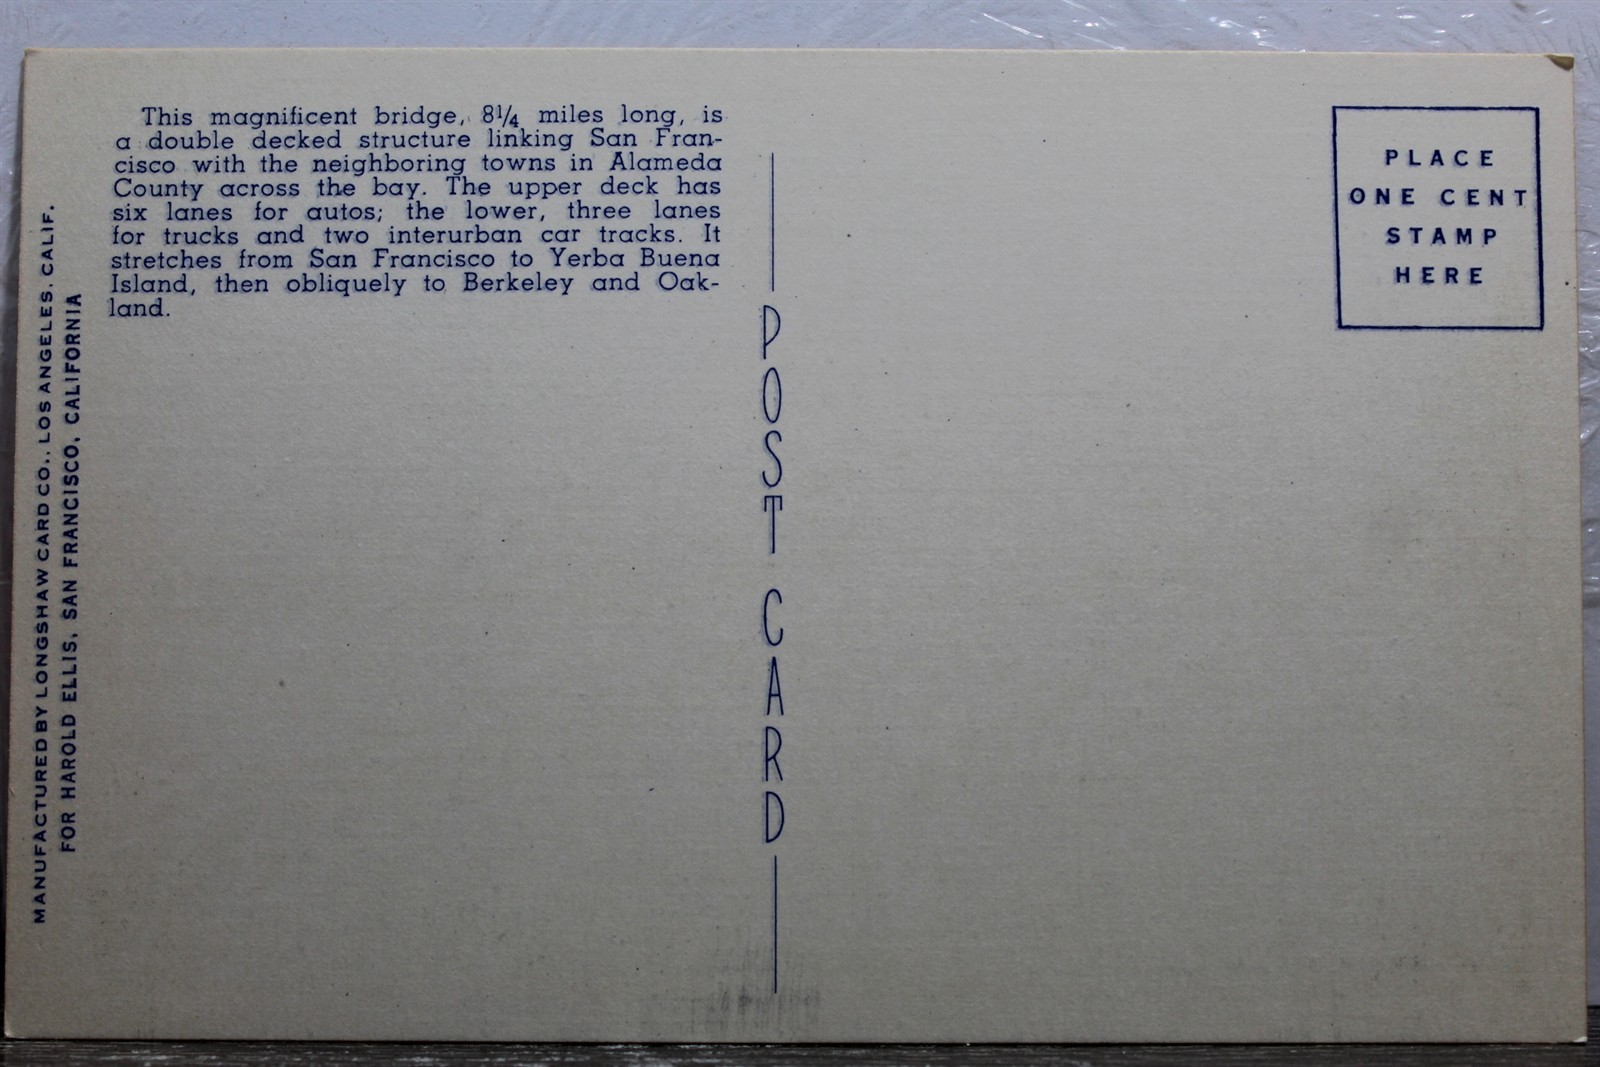 This magnificent bridge, 8¼ miles long, is
a double decked structure linking San Fran-
cisco with the neighboring towns in Alameda
County across the bay. The upper deck has
six lanes for autos; the lower, three lanes
for trucks and two interurban car tracks. It
stretches from San Francisco to Yerba Buena
Island, then obliquely to Berkeley and Oak-
land.
MANUFACTURED BY LONGSHAW CARD CO., LOS ANGELES, CALIF.
FOR HAROLD ELLIS, SAN FRANCISCO, CALIFORNIA
POST CARD
PLACE
ONE CENT
STAMP
HERE